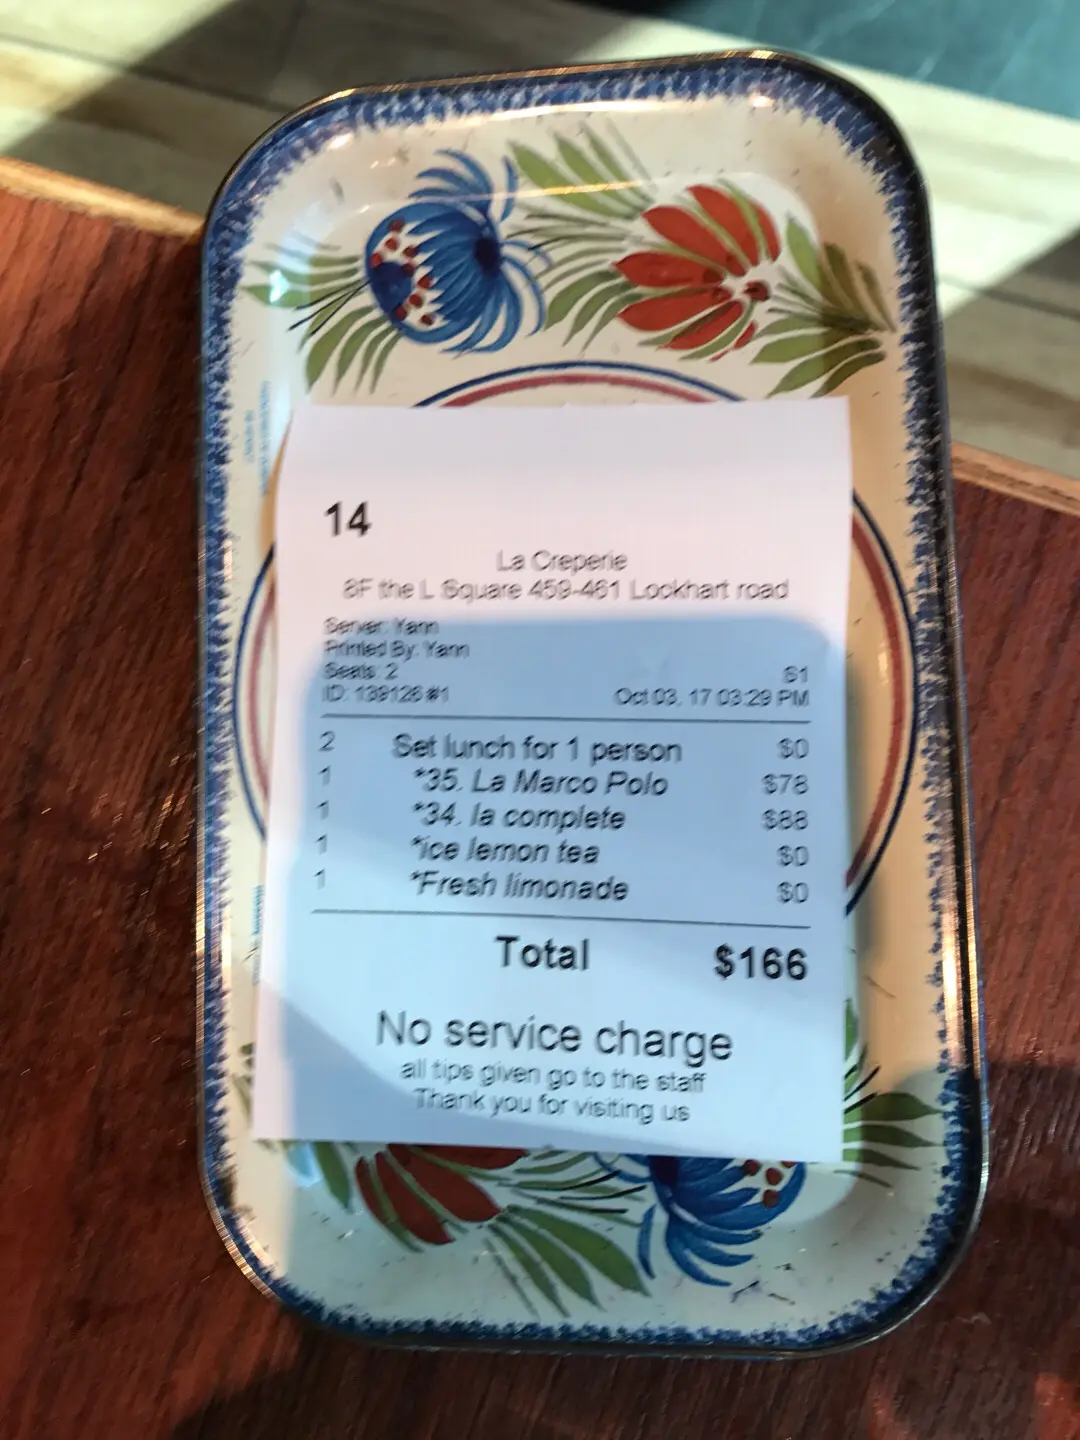 14
La Creperie
8F the L Square 459-461 Lockhart road
Server: Yann
Printed By: Yann
Seats: 2 S1
ID: 139126 #1 Oct 03, 17 03:29 PM
2 Set lunch for 1 person $0
1 *35. La Marco Polo $78
1 *34. la complete $88
1 *ice lemon tea $0
1 *Fresh limonade $0
Total $166
No service charge
all tips given go to the staff
Thank you for visiting us